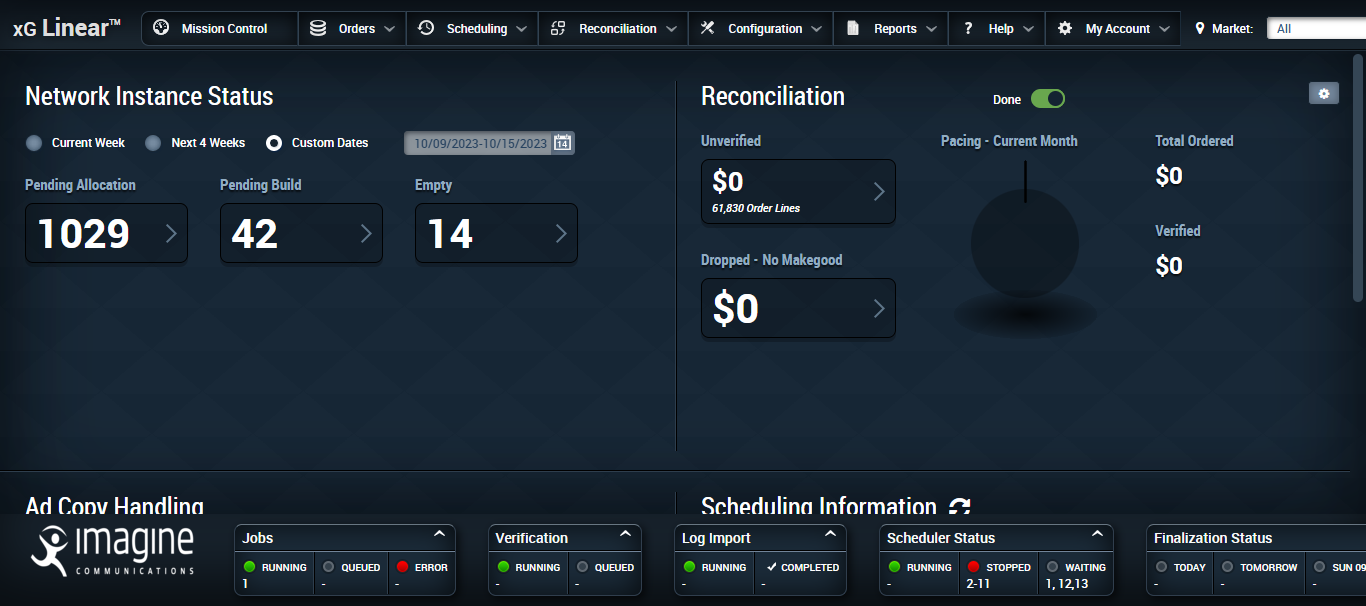 xG Linear™
Mission Control
Orders
Scheduling
Reconciliation
Configuration
Reports
? Help
My Account
Market:
All
Network Instance Status
Current Week
Next 4 Weeks
Custom Dates
10/09/2023-10/15/2023
14
Pending Allocation
Pending Build
Empty
1029
42
14
Reconciliation
Done
Unverified
$0
61,830 Order Lines
Dropped - No Makegood
$0
Pacing - Current Month
Total Ordered
$0
Verified
$0
Ad Copy Handling
Scheduling Information
imagine
COMMUNICATIONS
Jobs
RUNNING
1
QUEUED
-
ERROR
-
Verification
RUNNING
-
QUEUED
-
Log Import
RUNNING
-
COMPLETED
-
Scheduler Status
RUNNING
-
STOPPED
2-11
WAITING
1, 12,13
Finalization Status
TODAY
-
TOMORROW
-
SUN 09
-